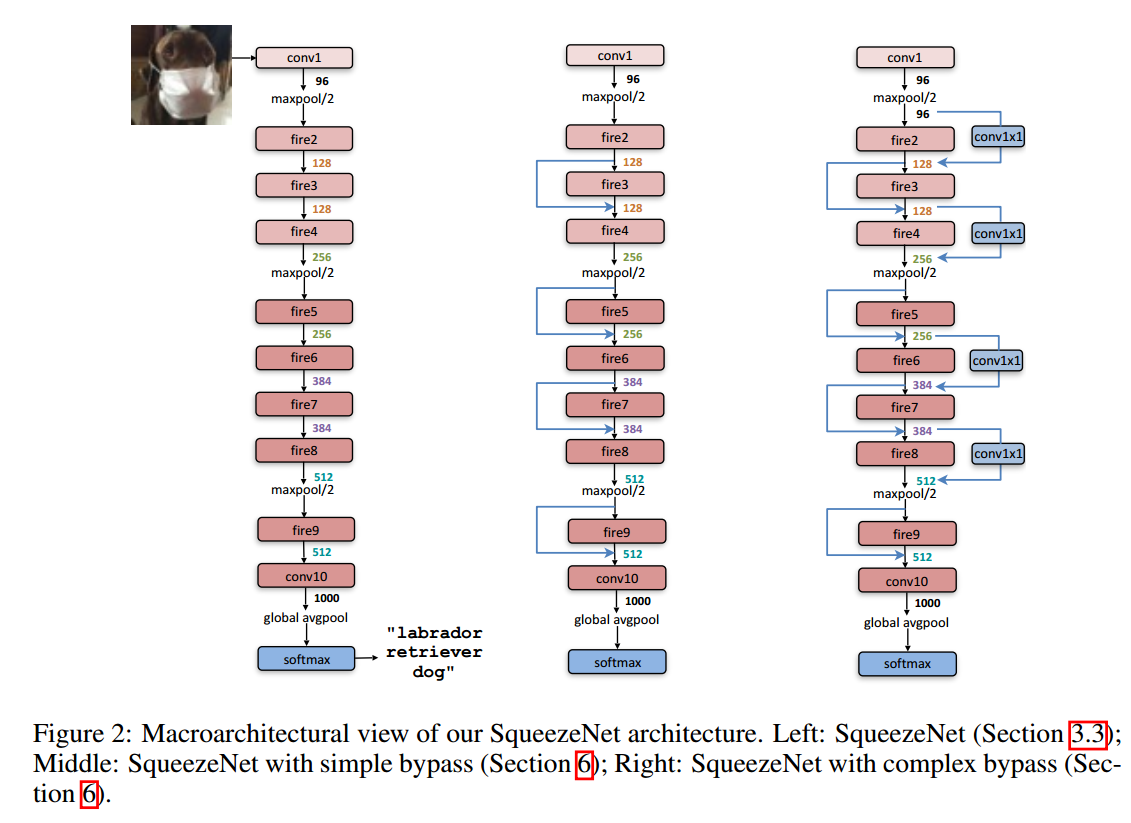 conv1
96
maxpool/2
fire2
128
fire3
128
fire4
256
maxpool/2
fire5
256
fire6
384
fire7
384
fire8
512
maxpool/2
fire9
512
conv10
1000
global avgpool
softmax
"labrador
retriever
dog"
conv1
96
maxpool/2
fire2
128
fire3
128
fire4
256
maxpool/2
fire5
256
fire6
384
fire7
384
fire8
512
maxpool/2
fire9
512
conv10
1000
global avgpool
softmax
conv1
96
maxpool/2
96
fire2
conv1x1
128
fire3
128
fire4
conv1x1
256
maxpool/2
fire5
256
fire6
conv1x1
384
fire7
384
fire8
conv1x1
512
maxpool/2
fire9
512
conv10
1000
global avgpool
softmax
Figure 2: Macroarchitectural view of our SqueezeNet architecture. Left: SqueezeNet (Section 3.3);
Middle: SqueezeNet with simple bypass (Section 6); Right: SqueezeNet with complex bypass (Sec-
tion 6).